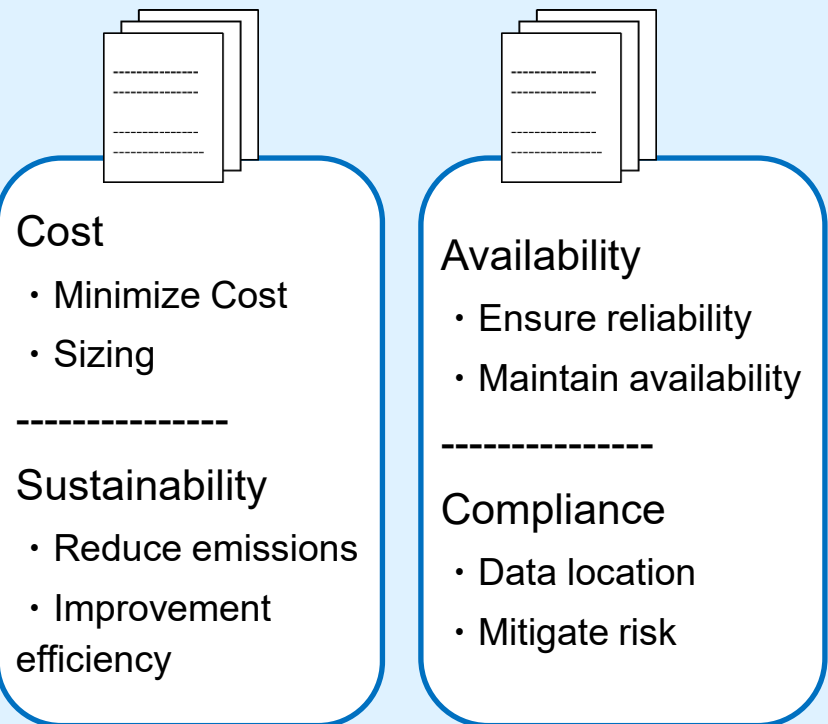 Cost
・Minimize Cost
・Sizing
---------------
Sustainability
・Reduce emissions
・Improvement
efficiency
Availability
・Ensure reliability
・Maintain availability
---------------
Compliance
・Data location
・Mitigate risk